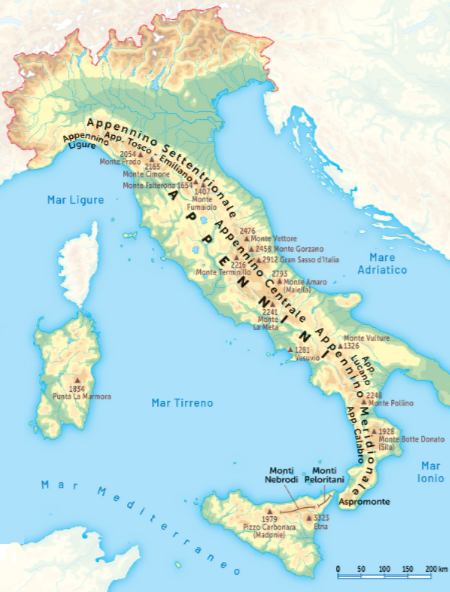 Appennino Settentrionale
Appennino
Ligure
App. Tosco - Emiliano
2054
Monte Prado
2165
Monte Cimone
Monte Falterona 1654
1407
Monte
Fumaiolo
Mar Ligure
APPENNINI
2476
Monte Vettore
2458 Monte Gorzano
2912 Gran Sasso d'Italia
2216
Monte Terminillo
Appennino Centrale
2793
Monte Amaro
(Maiella)
2241
Monte
La Meta
Mare
Adriatico
Appennino Meridionale
Monte Vulture
1326
1281
Vesuvio
App.
Lucano
2248
Monte Pollino
App. Calabro
1928
Monte Botte Donato
(Sila)
1834
Punta La Marmora
Mar Tirreno
Mar
Ionio
Monti
Nebrodi
Monti
Peloritani
Aspromonte
Mar Mediterraneo
1979
Pizzo Carbonara
(Madonie)
3323
Etna
0 50 100 150 200 km